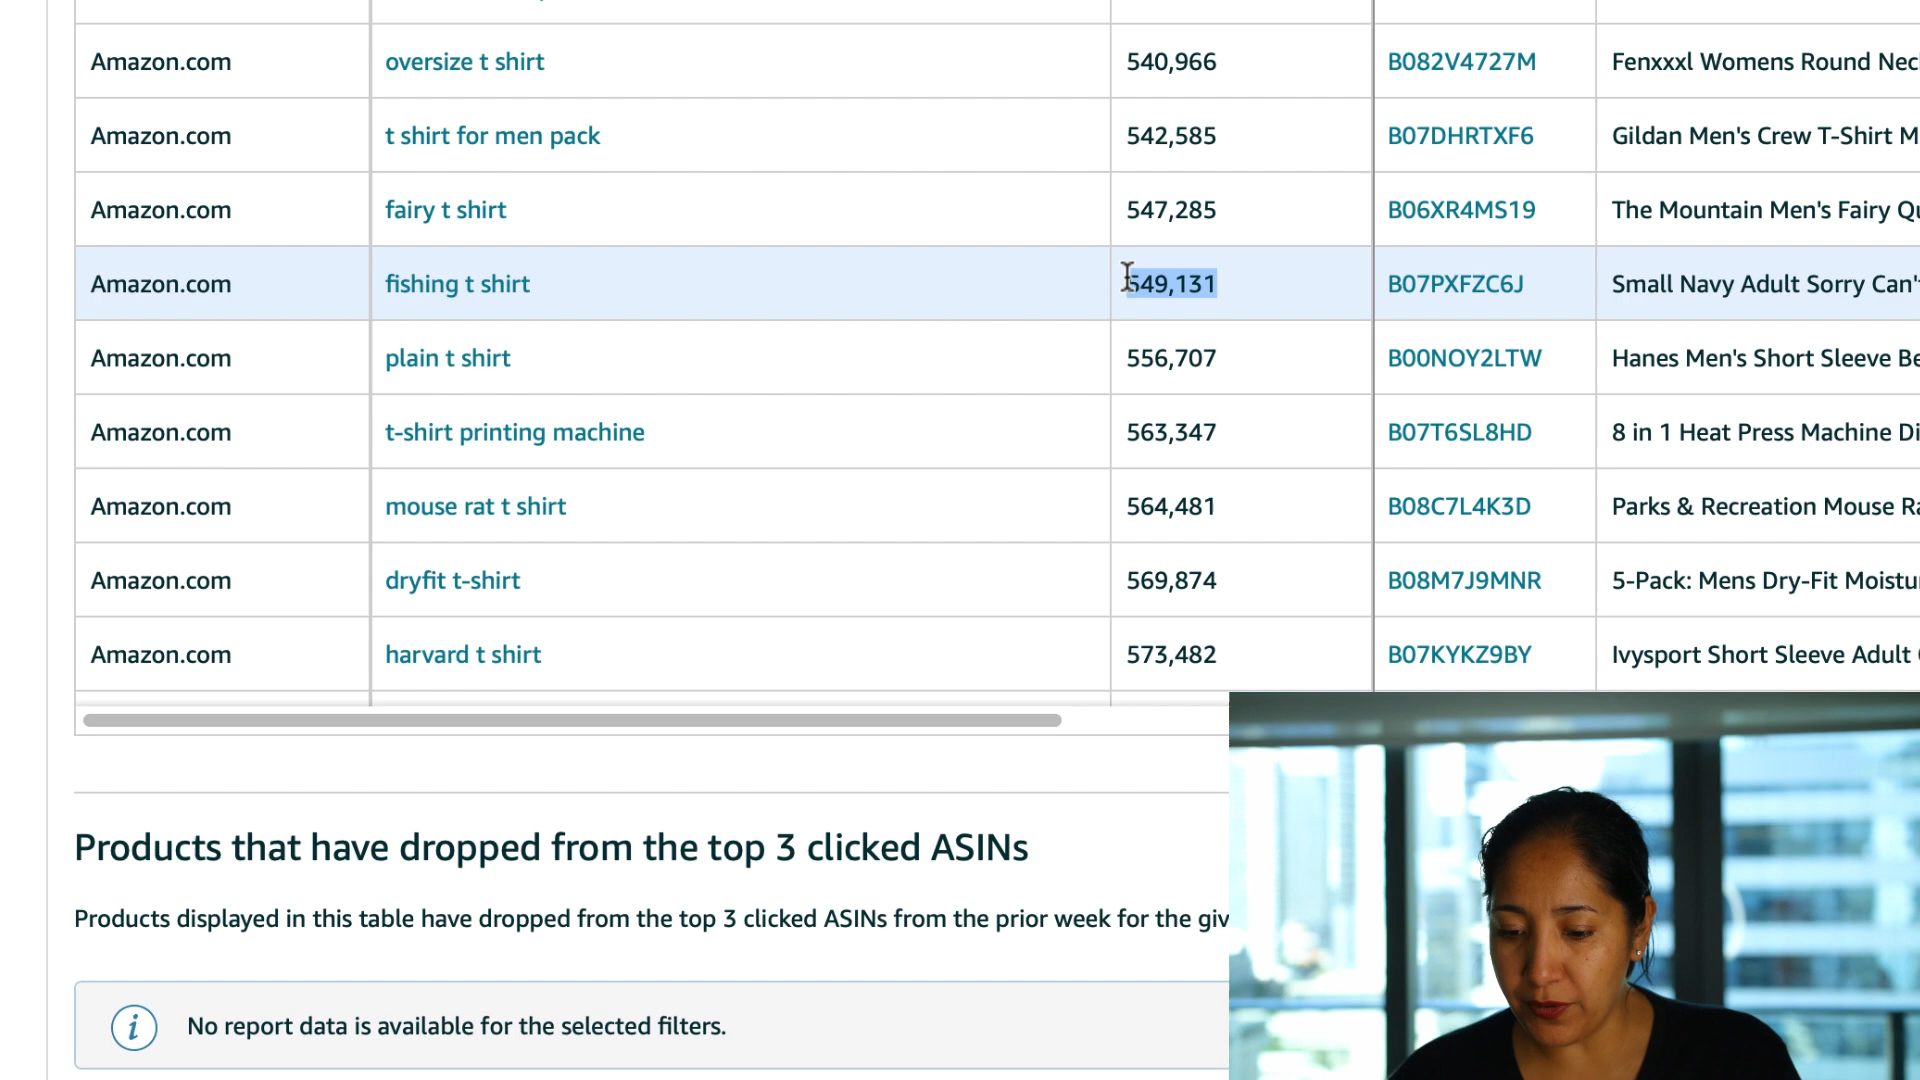 Amazon.com oversize t shirt 540,966 B082V4727M Fenxxxl Womens Round Nec
Amazon.com t shirt for men pack 542,585 B07DHRTXF6 Gildan Men's Crew T-Shirt M
Amazon.com fairy t shirt 547,285 B06XR4MS19 The Mountain Men's Fairy Qu
Amazon.com fishing t shirt 549,131 B07PXFZC6J Small Navy Adult Sorry Can't
Amazon.com plain t shirt 556,707 B00NOY2LTW Hanes Men's Short Sleeve Be
Amazon.com t-shirt printing machine 563,347 B07T6SL8HD 8 in 1 Heat Press Machine Di
Amazon.com mouse rat t shirt 564,481 B08C7L4K3D Parks & Recreation Mouse Ra
Amazon.com dryfit t-shirt 569,874 B08M7J9MNR 5-Pack: Mens Dry-Fit Moistu
Amazon.com harvard t shirt 573,482 B07KYKZ9BY Ivysport Short Sleeve Adult
Products that have dropped from the top 3 clicked ASINs
Products displayed in this table have dropped from the top 3 clicked ASINs from the prior week for the giv
No report data is available for the selected filters.